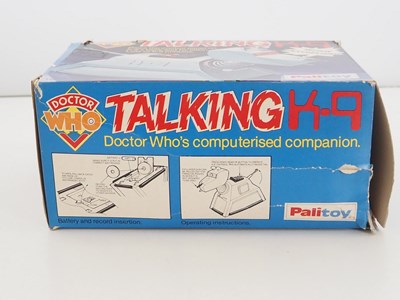 TALKING
DOCTOR
WHO
TALKING K-9
Doctor Who's computerised companion.
Battery and record insertion.
Operating instructions.
Palitoy